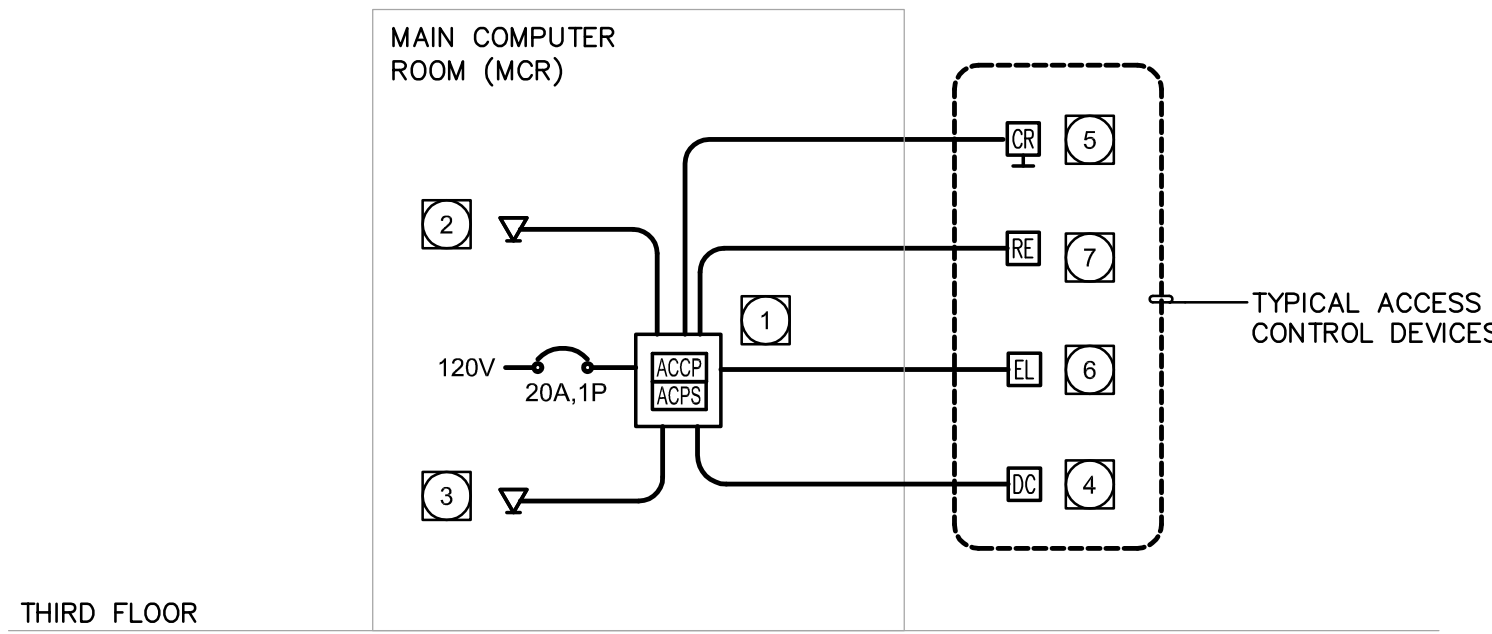 MAIN COMPUTER
ROOM (MCR)
CR
5
2
RE
7
1
TYPICAL ACCESS
CONTROL DEVICES
120V
20A,1P
ACCP
ACPS
EL
6
3
DC
4
THIRD FLOOR